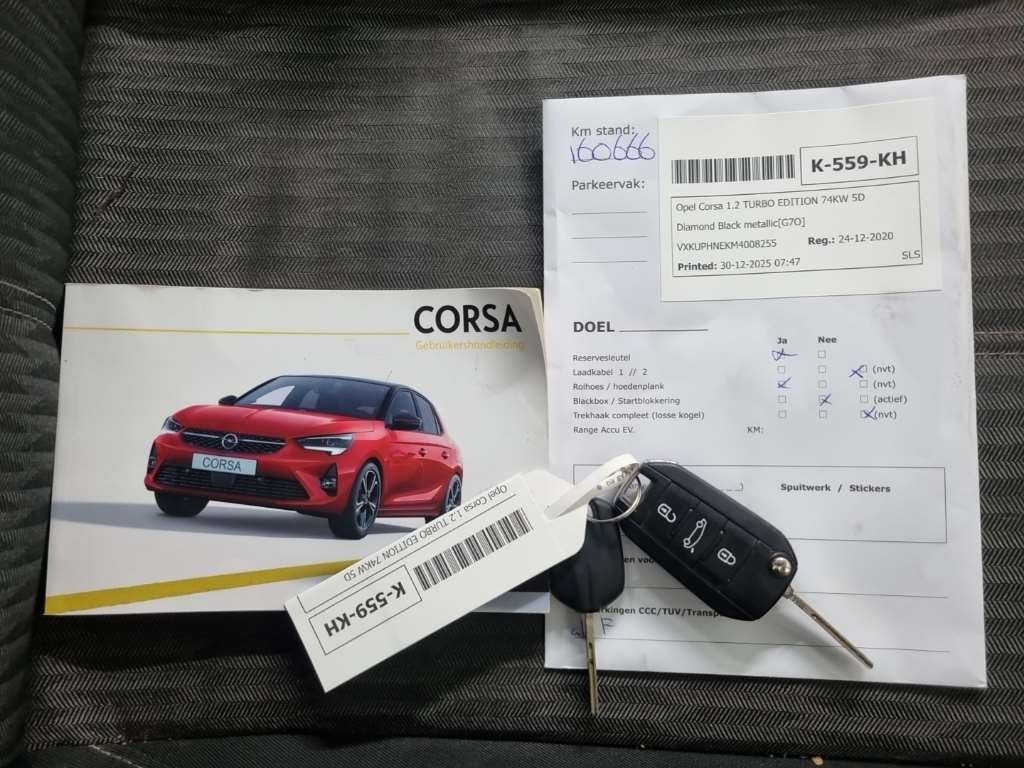 CORSA
Gebruikershandleiding
CORSA
Opel Corsa 1.2 TURBO EDITION 74KW 5D
K-559-KH
Km stand:
160666
Parkeervak:
K-559-KH
Opel Corsa 1.2 TURBO EDITION 74KW 5D
Diamond Black metallic[G7O]
VXKUPHNEKM4008255 Reg.: 24-12-2020
Printed: 30-12-2025 07:47
SLS
DOEL
Ja Nee
Reservesleutel
Laadkabel 1 // 2 (nvt)
Rolhoes / hoedenplank (nvt)
Blackbox / Startblokkering (actief)
Trekhaak compleet (losse kogel) (nvt)
Range Accu EV. KM:
Spuitwerk / Stickers
CCC/TUV/